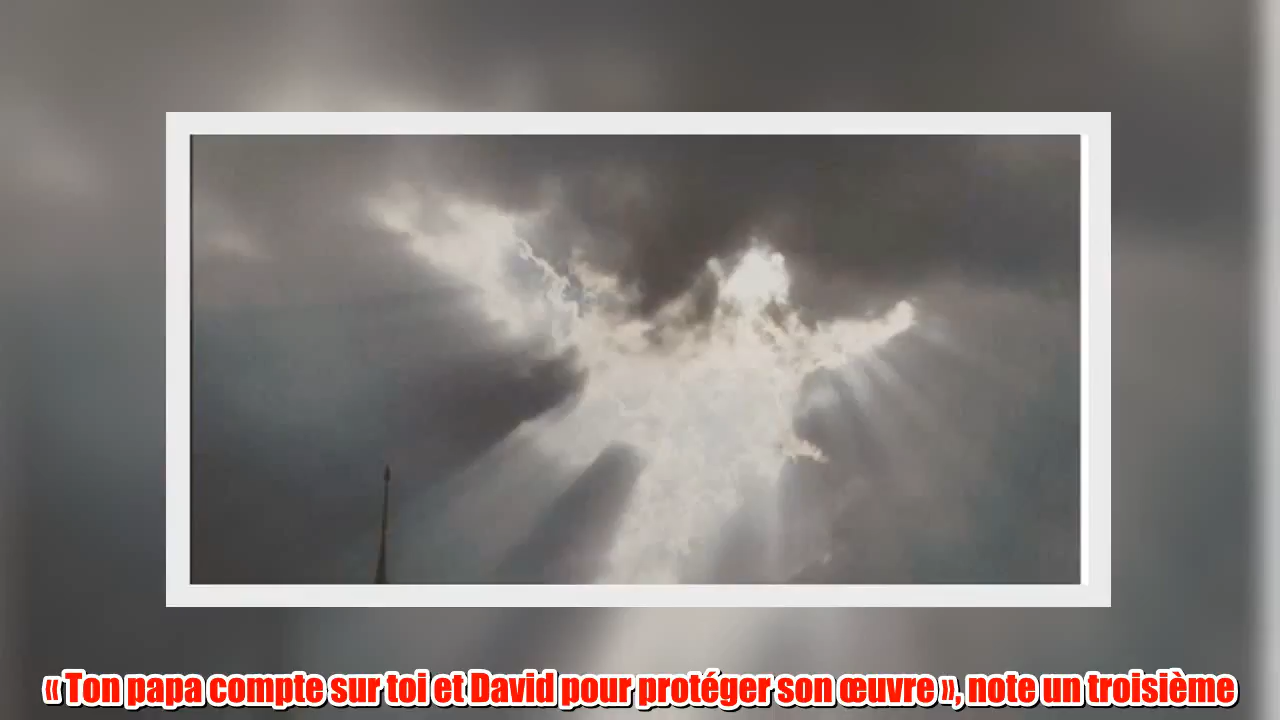 « Ton papa compte sur toi et David pour protéger son œuvre », note un troisième